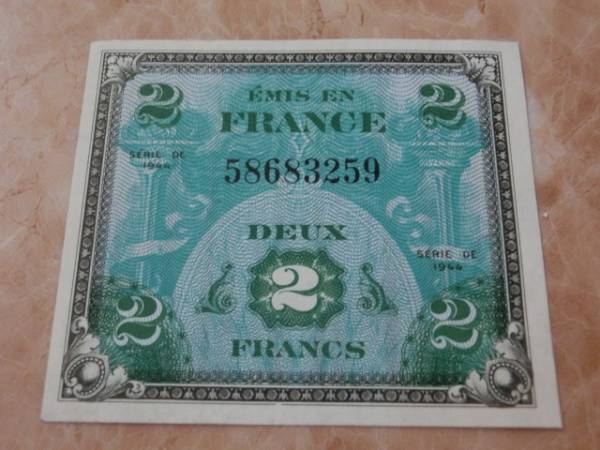 2 ÉMIS EN 2
FRANCE
58683259
SÉRIE DE
1944
DEUX
SÉRIE DE
1944
2
2 2
FRANCS